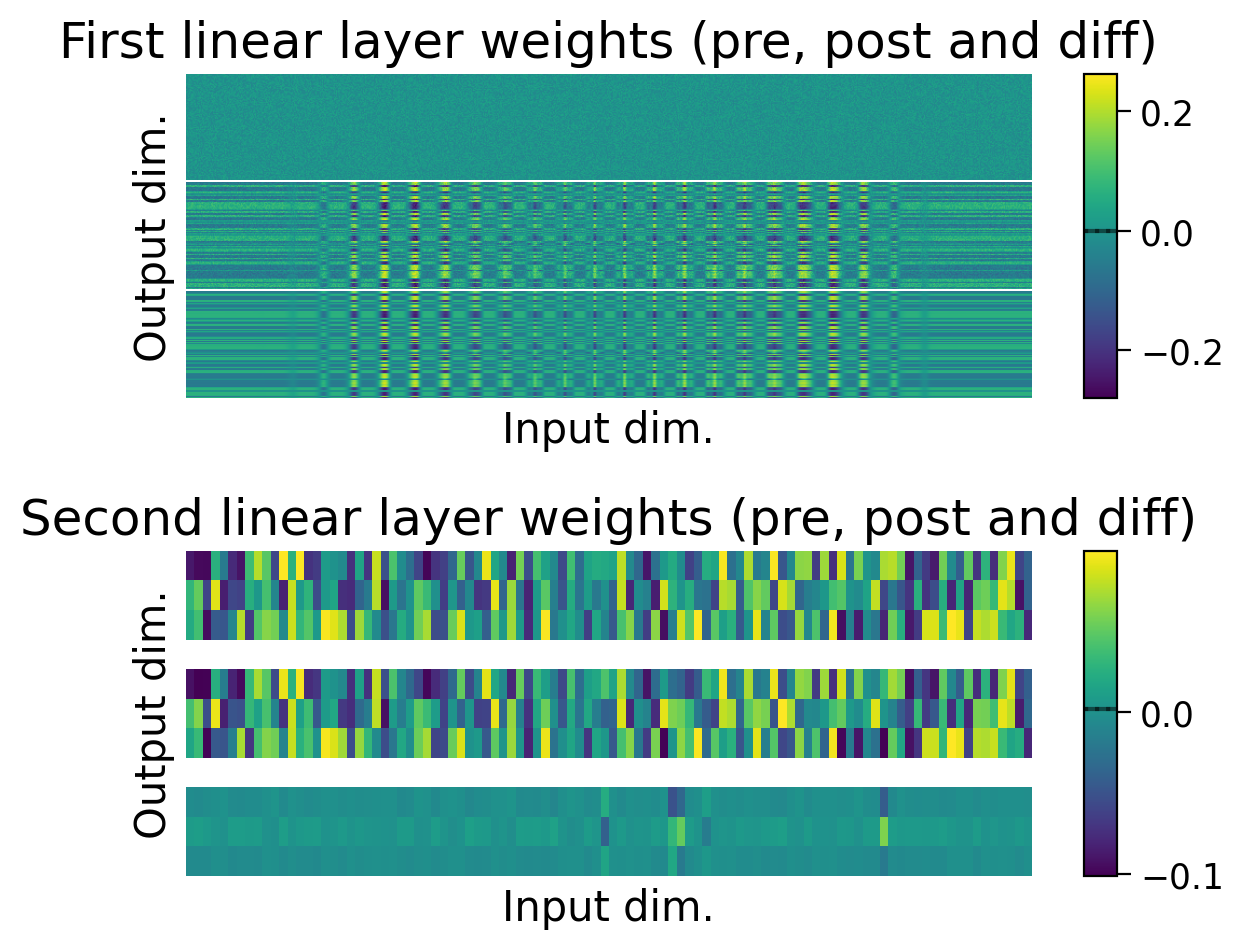 First linear layer weights (pre, post and diff)
Output dim.
0.2
0.0
−0.2
Input dim.
Second linear layer weights (pre, post and diff)
Output dim.
0.0
−0.1
Input dim.